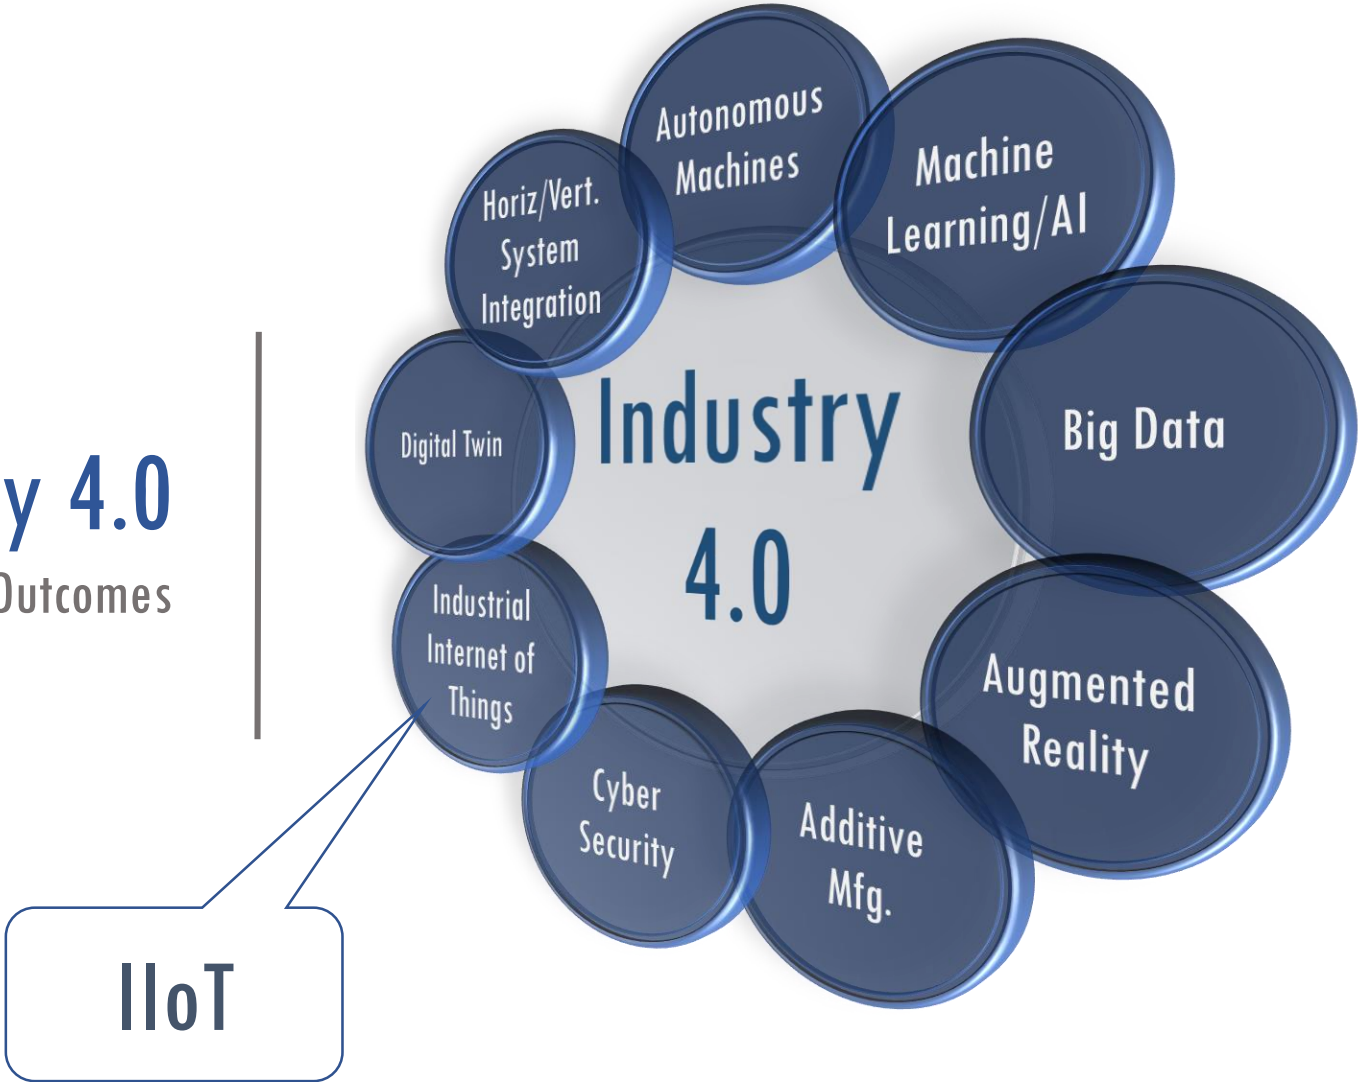 y 4.0
Outcomes
Industry
4.0
Autonomous
Machines
Machine
Learning/AI
Big Data
Augmented
Reality
Additive
Mfg.
Cyber
Security
Industrial
Internet of
Things
Digital Twin
Horiz/Vert.
System
Integration
IIoT